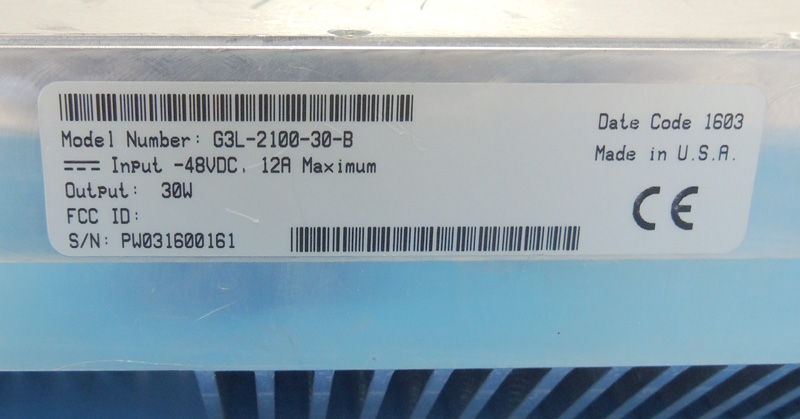 Model Number: G3L-2100-30-B
Input -48VDC, 12A Maximum
Output: 30W
FCC ID:
S/N: PW031600161
Date Code 1603
Made in U.S.A.
CE